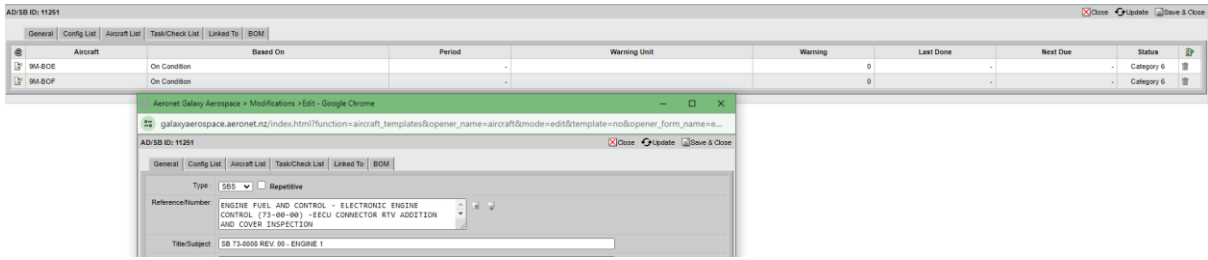 AD/SB ID: 11251
Close Update Save & Close
General Config List Aircraft List Task/Check List Linked To BOM
Aircraft Based On Period Warning Unit Warning Last Done Next Due Status
9M-BOE On Condition - 0 - - Category 6
9M-BOF On Condition - 0 - - Category 6
Aeronet Galaxy Aerospace > Modifications >Edit - Google Chrome
galaxyaerospace.aeronet.nz/index.html?function=aircraft_templates&opener_name=aircraft&mode=edit&template=no&opener_form_name=e...
AD/SB ID: 11251
Close Update Save & Close
General Config List Aircraft List Task/Check List Linked To BOM
Type : SBS Repetitive
Reference/Number: ENGINE FUEL AND CONTROL - ELECTRONIC ENGINE
CONTROL (73-00-00) -EECU CONNECTOR RTV ADDITION
AND COVER INSPECTION
Title/Subject: SB 73-0008 REV. 00 - ENGINE 1